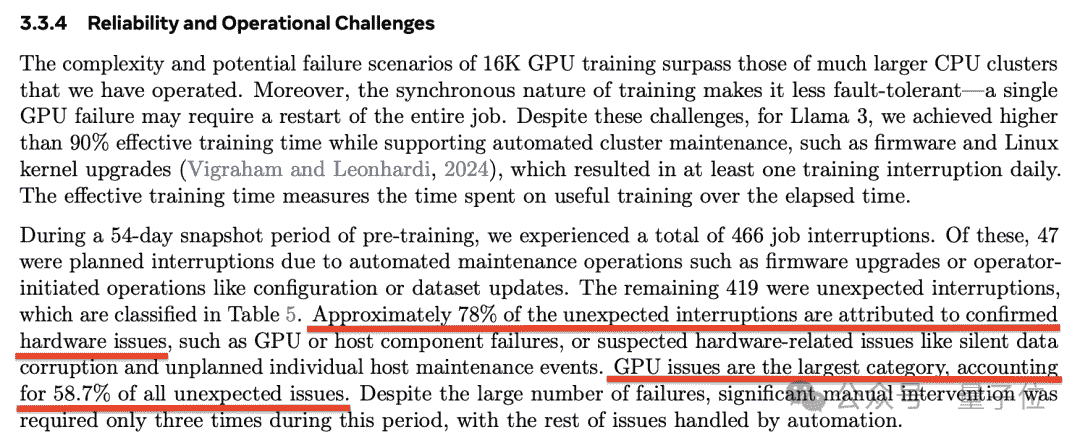 3.3.4 Reliability and Operational Challenges
The complexity and potential failure scenarios of 16K GPU training surpass those of much larger CPU clusters
that we have operated. Moreover, the synchronous nature of training makes it less fault-tolerant—a single
GPU failure may require a restart of the entire job. Despite these challenges, for Llama 3, we achieved higher
than 90% effective training time while supporting automated cluster maintenance, such as firmware and Linux
kernel upgrades (Vigraham and Leonhardi, 2024), which resulted in at least one training interruption daily.
The effective training time measures the time spent on useful training over the elapsed time.
During a 54-day snapshot period of pre-training, we experienced a total of 466 job interruptions. Of these, 47
were planned interruptions due to automated maintenance operations such as firmware upgrades or operator-
initiated operations like configuration or dataset updates. The remaining 419 were unexpected interruptions,
which are classified in Table 5. Approximately 78% of the unexpected interruptions are attributed to confirmed
hardware issues, such as GPU or host component failures, or suspected hardware-related issues like silent data
corruption and unplanned individual host maintenance events. GPU issues are the largest category, accounting
for 58.7% of all unexpected issues. Despite the large number of failures, significant manual intervention was
required only three times during this period, with the rest of issues handled by automation.
公众号 · 量子位